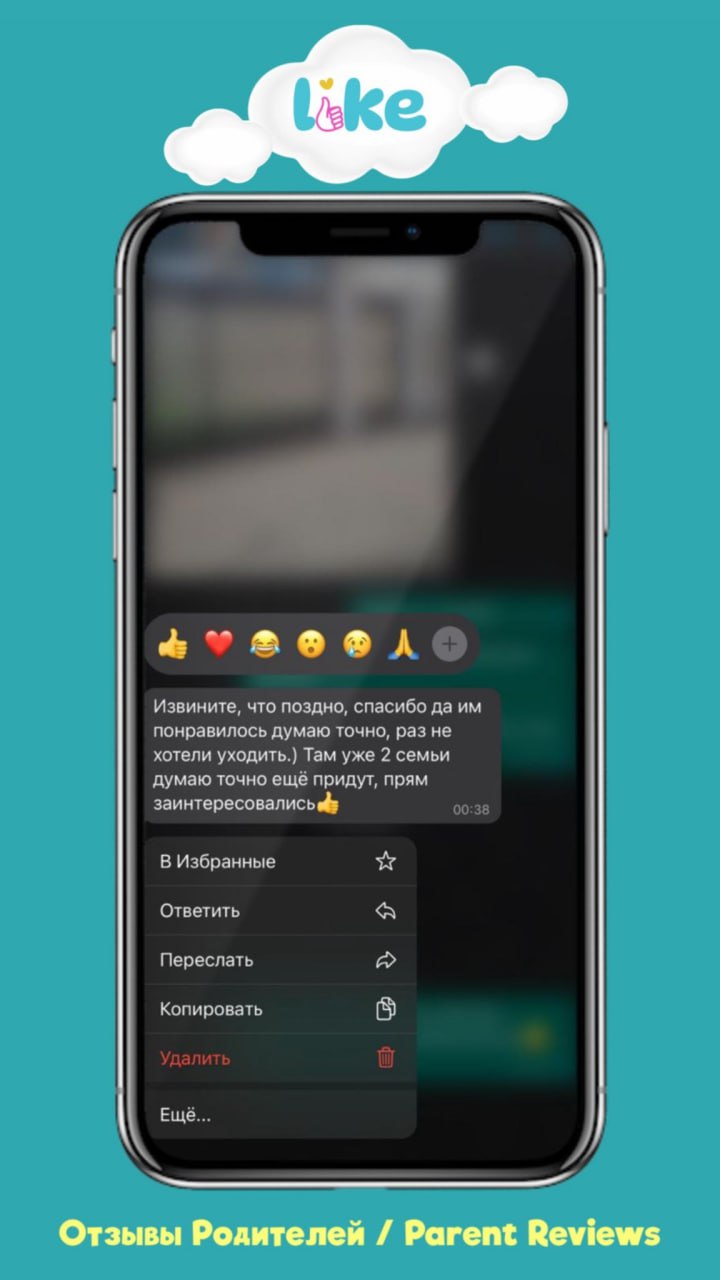 like
👍 ❤️ 😂 😮 😢 🙏 +
Извините, что поздно, спасибо да им
понравилось думаю точно, раз не
хотели уходить.) Там уже 2 семьи
думаю точно ещё придут, прям
заинтересовались👍
00:38
В Избранные
Ответить
Переслать
Копировать
Удалить
Ещё...
Отзывы Родителей / Parent Reviews